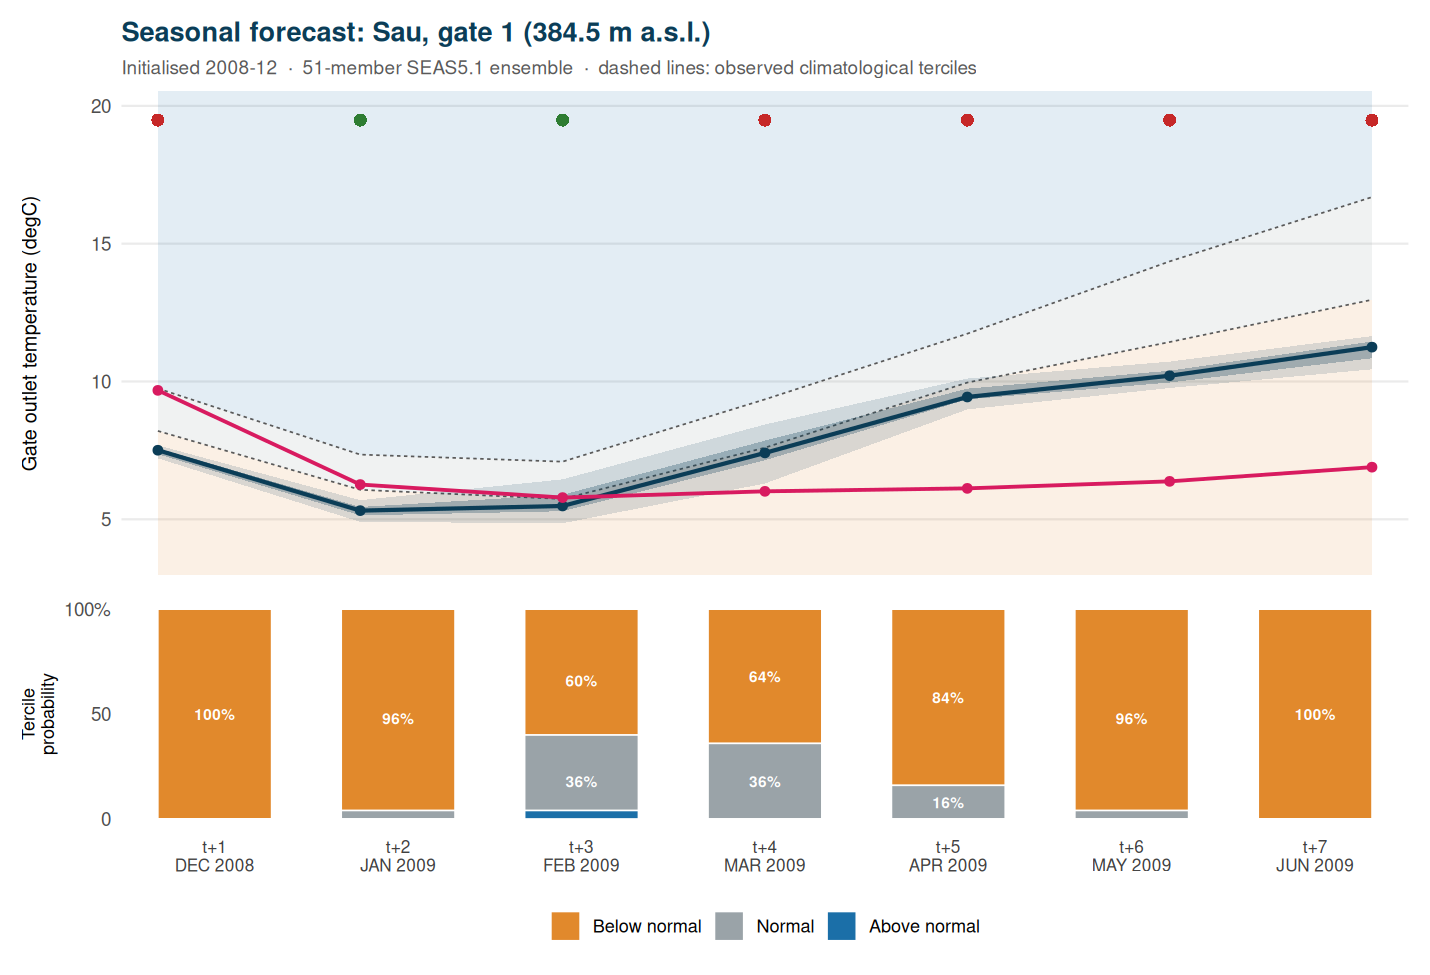 Seasonal forecast: Sau, gate 1 (384.5 m a.s.l.)
Initialised 2008-12 · 51-member SEAS5.1 ensemble · dashed lines: observed climatological terciles
Gate outlet temperature (degC)
20
15
10
5
Tercile
probability
100%
50
0
100%
96%
60%
36%
64%
36%
84%
16%
96%
100%
t+1
DEC 2008
t+2
JAN 2009
t+3
FEB 2009
t+4
MAR 2009
t+5
APR 2009
t+6
MAY 2009
t+7
JUN 2009
Below normal
Normal
Above normal